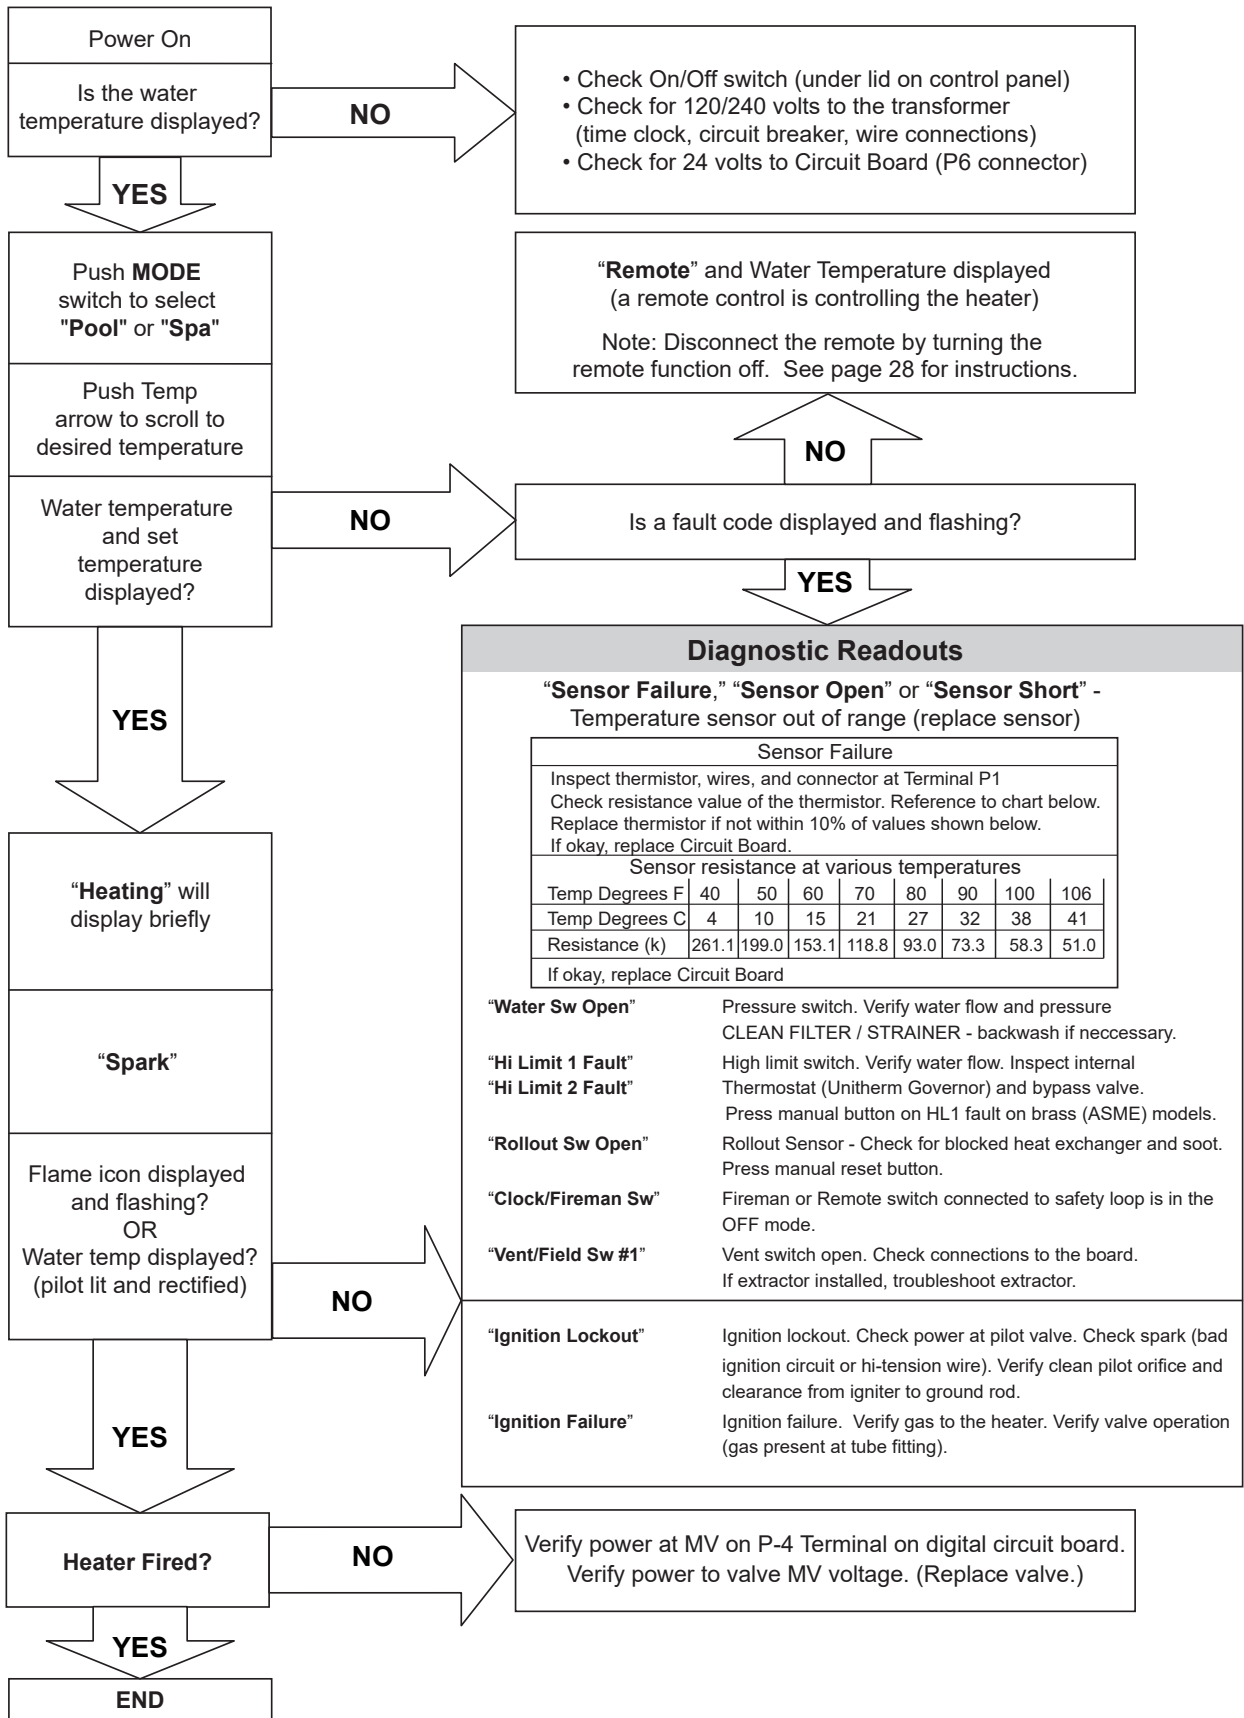 Power On
Is the water
temperature displayed?
NO
• Check On/Off switch (under lid on control panel)
• Check for 120/240 volts to the transformer
(time clock, circuit breaker, wire connections)
• Check for 24 volts to Circuit Board (P6 connector)
YES
Push MODE
switch to select
"Pool" or "Spa"
Push Temp
arrow to scroll to
desired temperature
Water temperature
and set
temperature
displayed?
NO
Is a fault code displayed and flashing?
NO
“Remote” and Water Temperature displayed
(a remote control is controlling the heater)
Note: Disconnect the remote by turning the
remote function off.  See page 28 for instructions.
YES
Diagnostic Readouts
“Sensor Failure,” “Sensor Open” or “Sensor Short” -
Temperature sensor out of range (replace sensor)
Sensor Failure
Inspect thermistor, wires, and connector at Terminal P1
Check resistance value of the thermistor. Reference to chart below.
Replace thermistor if not within 10% of values shown below.
If okay, replace Circuit Board.
Sensor resistance at various temperatures
Temp Degrees F 40 50 60 70 80 90 100 106
Temp Degrees C 4 10 15 21 27 32 38 41
Resistance (k) 261.1 199.0 153.1 118.8 93.0 73.3 58.3 51.0
If okay, replace Circuit Board
“Water Sw Open” Pressure switch. Verify water flow and pressure
CLEAN FILTER / STRAINER - backwash if neccessary.
“Hi Limit 1 Fault” High limit switch. Verify water flow. Inspect internal
“Hi Limit 2 Fault” Thermostat (Unitherm Governor) and bypass valve.
Press manual button on HL1 fault on brass (ASME) models.
“Rollout Sw Open” Rollout Sensor - Check for blocked heat exchanger and soot.
Press manual reset button.
“Clock/Fireman Sw” Fireman or Remote switch connected to safety loop is in the
OFF mode.
“Vent/Field Sw #1” Vent switch open. Check connections to the board.
If extractor installed, troubleshoot extractor.
“Ignition Lockout” Ignition lockout. Check power at pilot valve. Check spark (bad
ignition circuit or hi-tension wire). Verify clean pilot orifice and
clearance from igniter to ground rod.
“Ignition Failure” Ignition failure.  Verify gas to the heater. Verify valve operation
(gas present at tube fitting).
YES
“Heating” will
display briefly
“Spark”
Flame icon displayed
and flashing?
OR
Water temp displayed?
(pilot lit and rectified)
NO
YES
Heater Fired?
NO
Verify power at MV on P-4 Terminal on digital circuit board.
Verify power to valve MV voltage. (Replace valve.)
YES
END